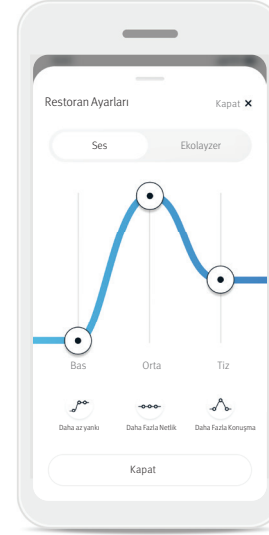 Restoran Ayarları
Kapat ×
Ses
Ekolayzer
Bas
Orta
Tiz
Daha az yankı
Daha Fazla Netlik
Daha Fazla Konuşma
Kapat